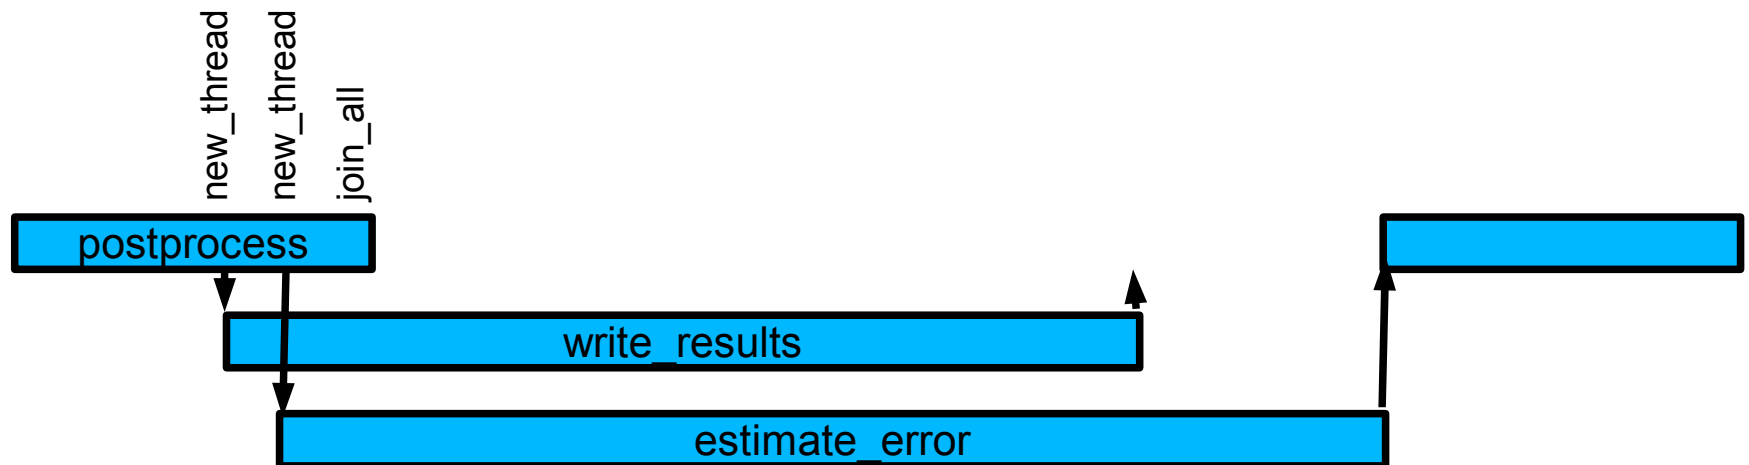 new_thread
new_thread
join_all
postprocess
write_results
estimate_error